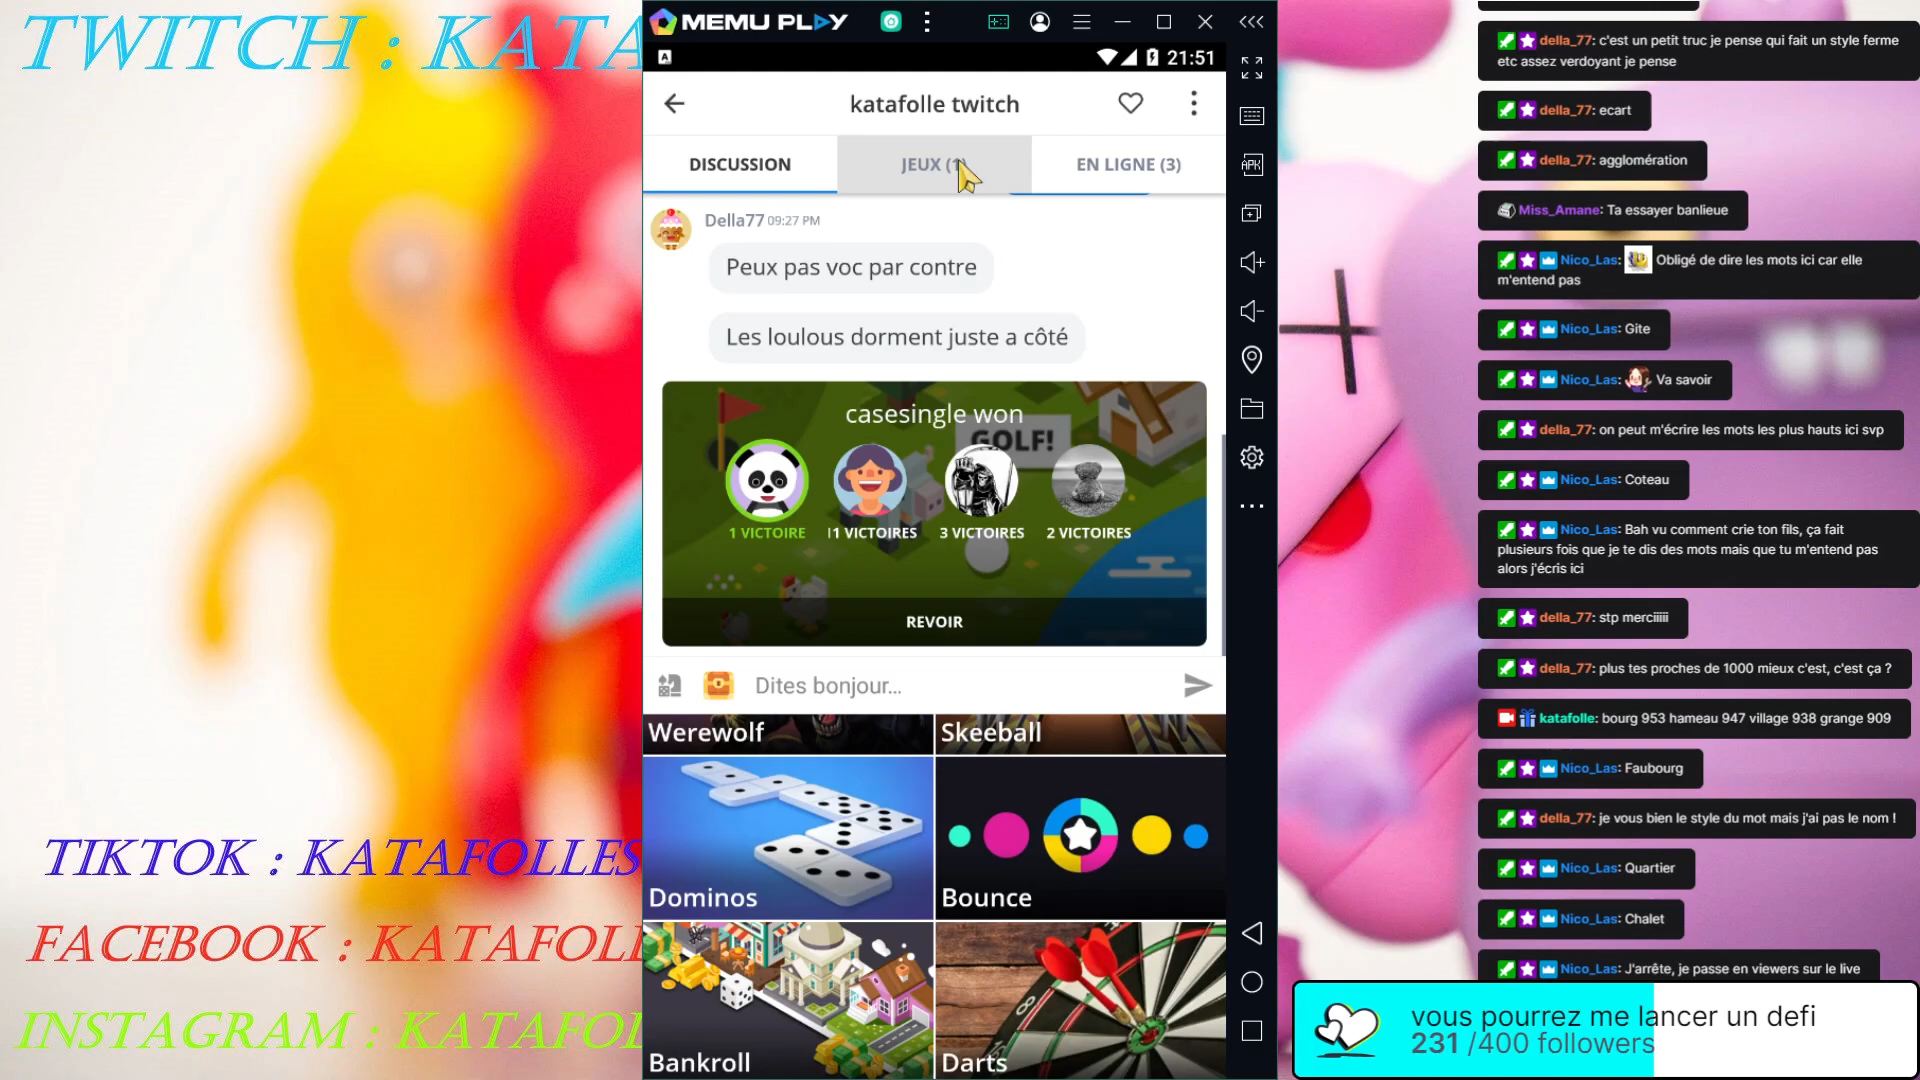 TWITCH : KATA
TIKTOK : KATAFOLLES
FACEBOOK : KATAFOLL
INSTAGRAM : KATAFOL
MEMU PLAY
21:51
katafolle twitch
DISCUSSION
JEUX (1)
EN LIGNE (3)
Della77 09:27 PM
Peux pas voc par contre
Les loulous dorment juste a côté
casesingle won
GOLF!
1 VICTOIRE
11 VICTOIRES
3 VICTOIRES
2 VICTOIRES
REVOIR
Dites bonjour...
Werewolf
Skeeball
Dominos
Bounce
Bankroll
Darts
APK
della_77: c'est un petit truc je pense qui fait un style ferme
etc assez verdoyant je pense
della_77: ecart
della_77: agglomération
Miss_Amane: Ta essayer banlieue
Nico_Las: Obligé de dire les mots ici car elle
m'entend pas
Nico_Las: Gite
Nico_Las: Va savoir
della_77: on peut m'écrire les mots les plus hauts ici svp
Nico_Las: Coteau
Nico_Las: Bah vu comment crie ton fils, ça fait
plusieurs fois que je te dis des mots mais que tu m'entend pas
alors j'écris ici
della_77: stp merciiiii
della_77: plus tes proches de 1000 mieux c'est, c'est ça ?
katafolle: bourg 953 hameau 947 village 938 grange 909
Nico_Las: Faubourg
della_77: je vous bien le style du mot mais j'ai pas le nom !
Nico_Las: Quartier
Nico_Las: Chalet
Nico_Las: J'arrête, je passe en viewers sur le live
vous pourrez me lancer un defi
231 /400 followers